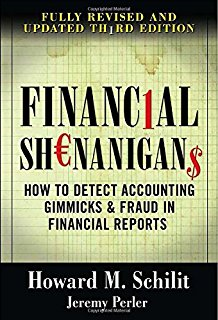 FULLY REVISED AND
UPDATED TH1RD EDITION
FINANC1AL
SH€NANIGAN$
HOW TO DETECT ACCOUNTING
GIMMICKS & FRAUD IN
FINANCIAL REPORTS
Howard M. Schilit
Jeremy Perler